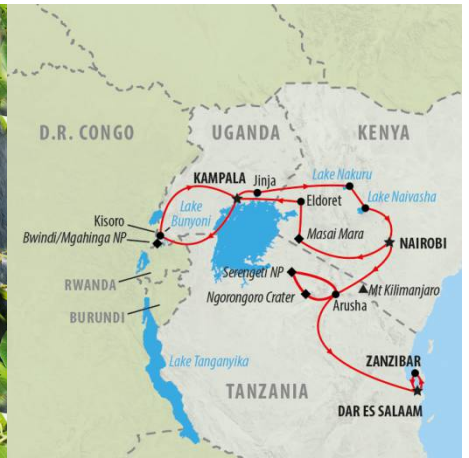 D.R. CONGO
UGANDA
KENYA
KAMPALA
Jinja
Lake Nakuru
Eldoret
Lake Naivasha
Lake
Bunyoni
Kisoro
Bwindi/Mgahinga NP
Masai Mara
NAIROBI
Serengeti NP
RWANDA
Ngorongoro Crater
Mt Kilimanjaro
Arusha
BURUNDI
Lake Tanganyika
ZANZIBAR
TANZANIA
DAR ES SALAAM